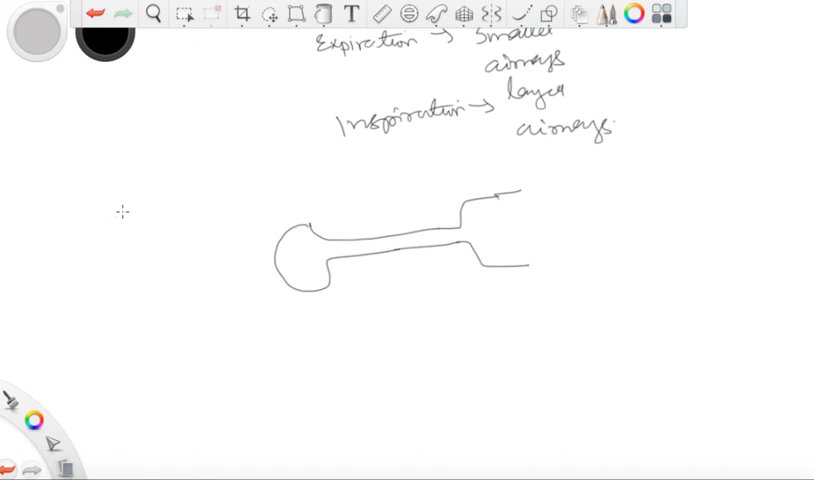 Expiration → smaller
airways
Inspiration → larger
airways.